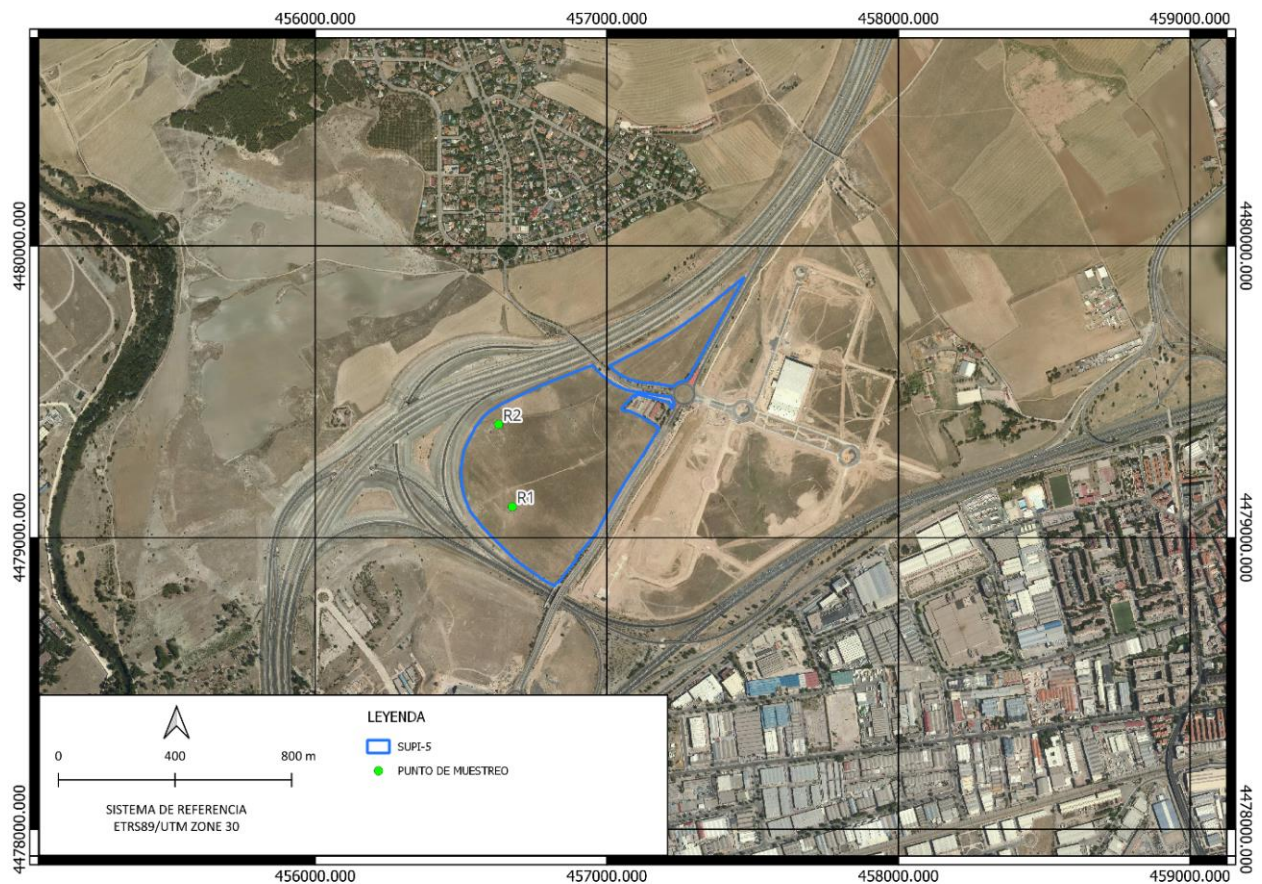 456000.000 457000.000 458000.000 459000.000
4480000.000
4480000.000
R2
R1
4479000.000
4479000.000
LEYENDA
SUPI-5
PUNTO DE MUESTREO
0 400 800 m
SISTEMA DE REFERENCIA
ETRS89/UTM ZONE 30
4478000.000
4478000.000
456000.000 457000.000 458000.000 459000.000